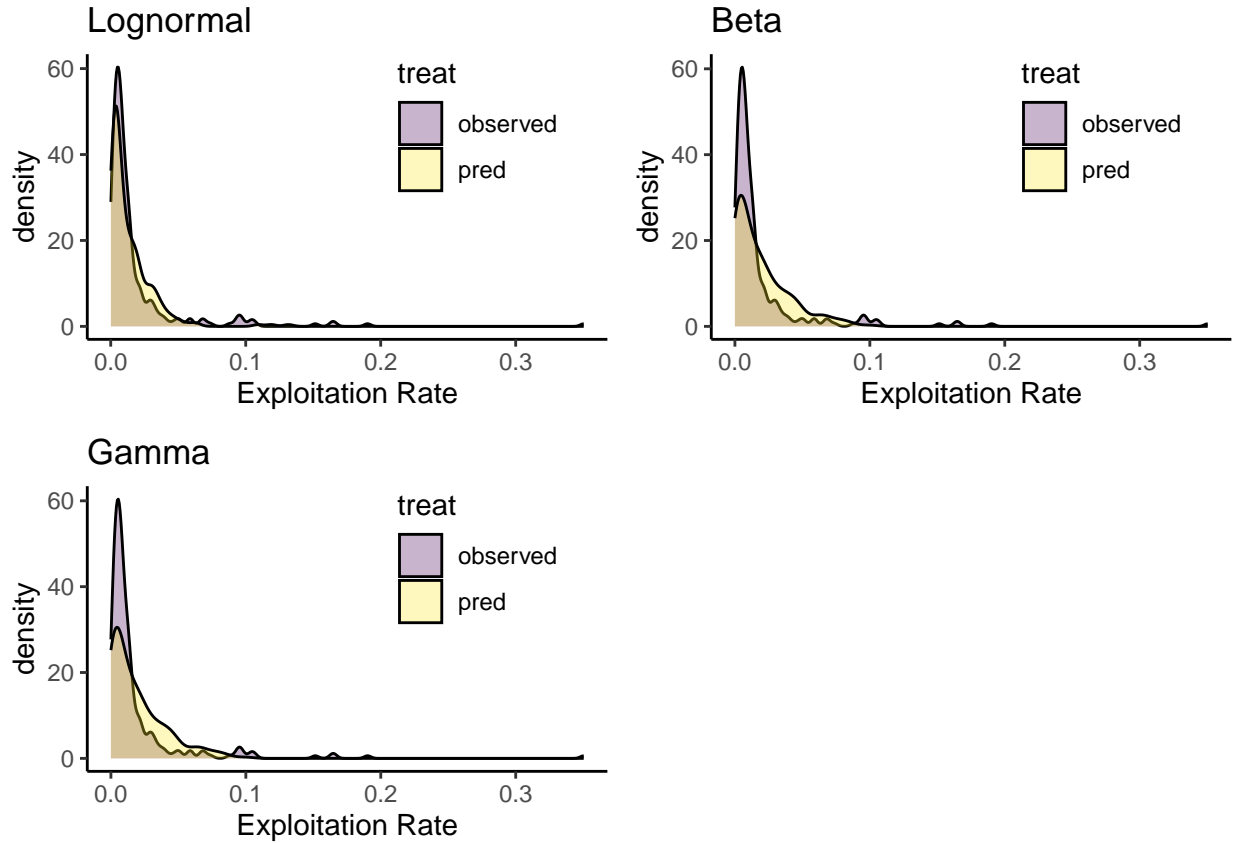 Lognormal
treat
observed
pred
density
60
40
20
0
0.0 0.1 0.2 0.3
Exploitation Rate
Beta
treat
observed
pred
density
60
40
20
0
0.0 0.1 0.2 0.3
Exploitation Rate
Gamma
treat
observed
pred
density
60
40
20
0
0.0 0.1 0.2 0.3
Exploitation Rate